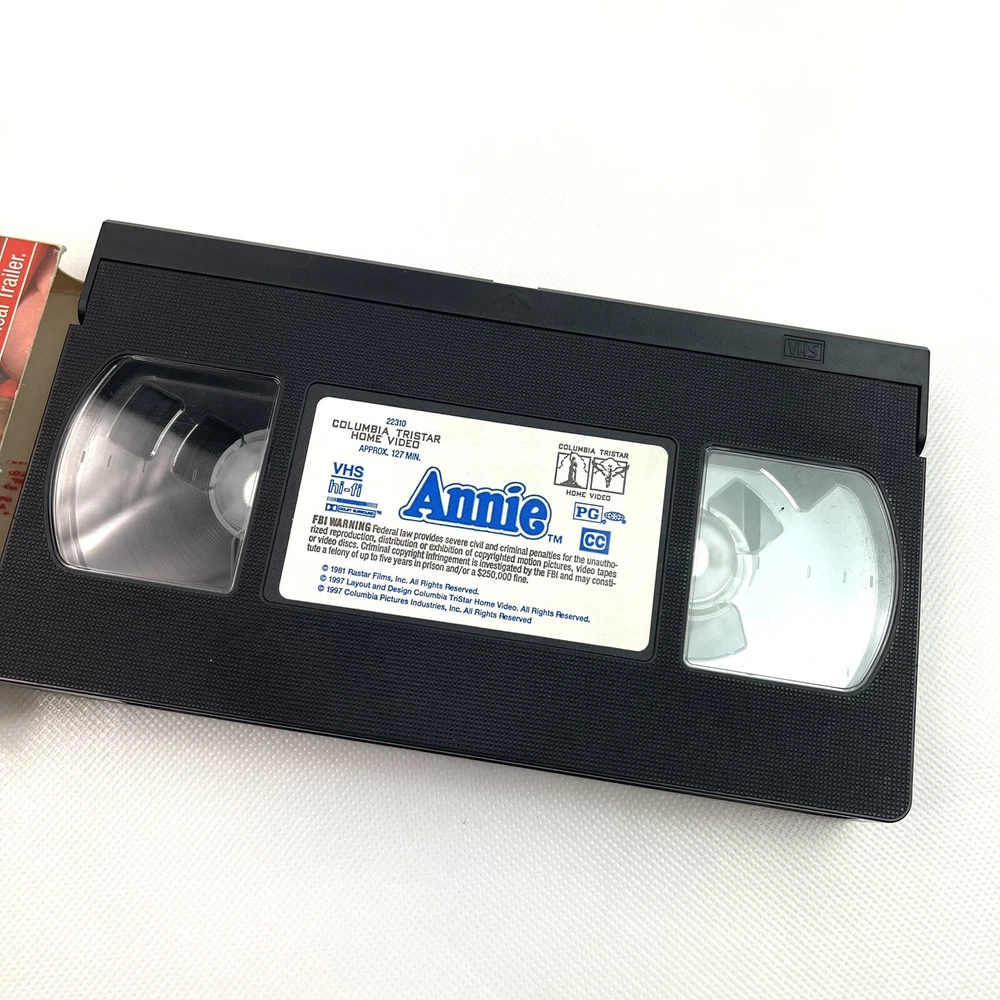 cal Trailer.
VHS
22310
COLUMBIA TRISTAR
HOME VIDEO
APPROX. 127 MIN.
VHS
hi-fi
DOLBY SURROUND™
Annie™
COLUMBIA TRISTAR
HOME VIDEO
PG
CC
FBI WARNING Federal law provides severe civil and criminal penalties for the unautho-
rized reproduction, distribution or exhibition of copyrighted motion pictures, video tapes
or video discs. Criminal copyright infringement is investigated by the FBI and may consti-
tute a felony of up to five years in prison and/or a $250,000 fine.
© 1981 Rastar Films, Inc. All Rights Reserved.
© 1997 Layout and Design Columbia TriStar Home Video. All Rights Reserved.
© 1997 Columbia Pictures Industries, Inc. All Rights Reserved